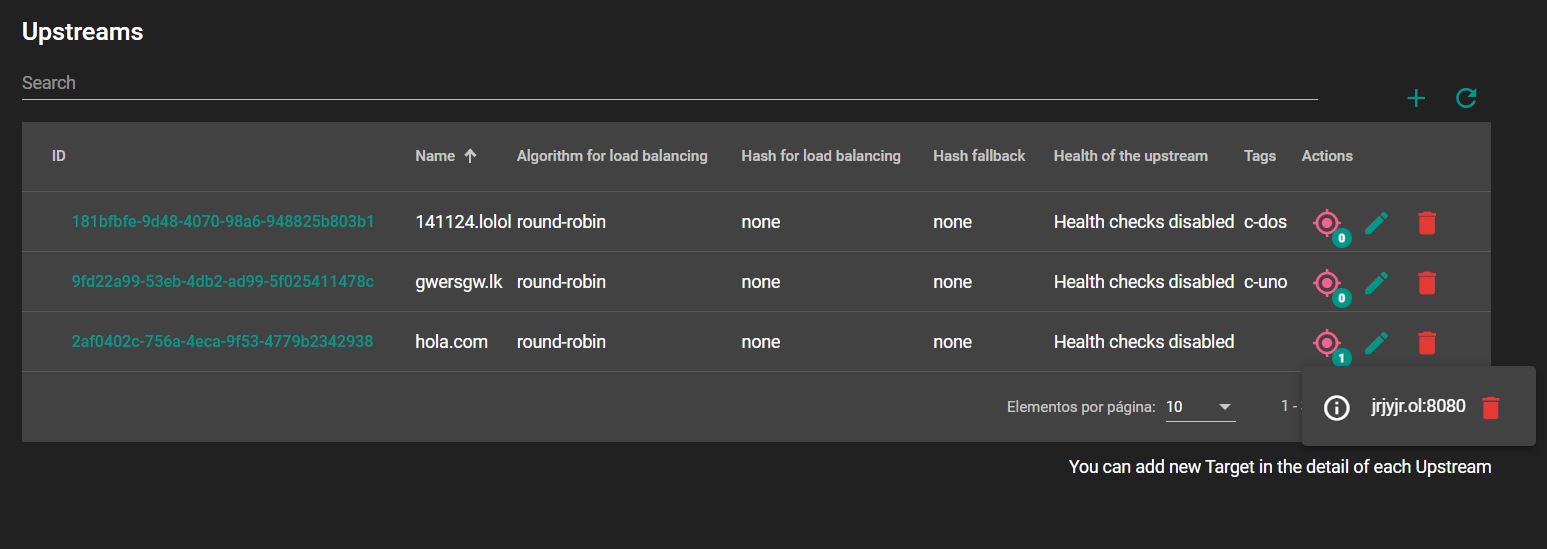 Upstreams
Search
ID Name Algorithm for load balancing Hash for load balancing Hash fallback Health of the upstream Tags Actions
181bfbfe-9d48-4070-98a6-948825b803b1 141124.lolol round-robin none none Health checks disabled c-dos 0
9fd22a99-53eb-4db2-ad99-5f025411478c gwersgw.lk round-robin none none Health checks disabled c-uno 0
2af0402c-756a-4eca-9f53-4779b2342938 hola.com round-robin none none Health checks disabled 1
Elementos por página: 10 1 -
jrjyjr.ol:8080
You can add new Target in the detail of each Upstream